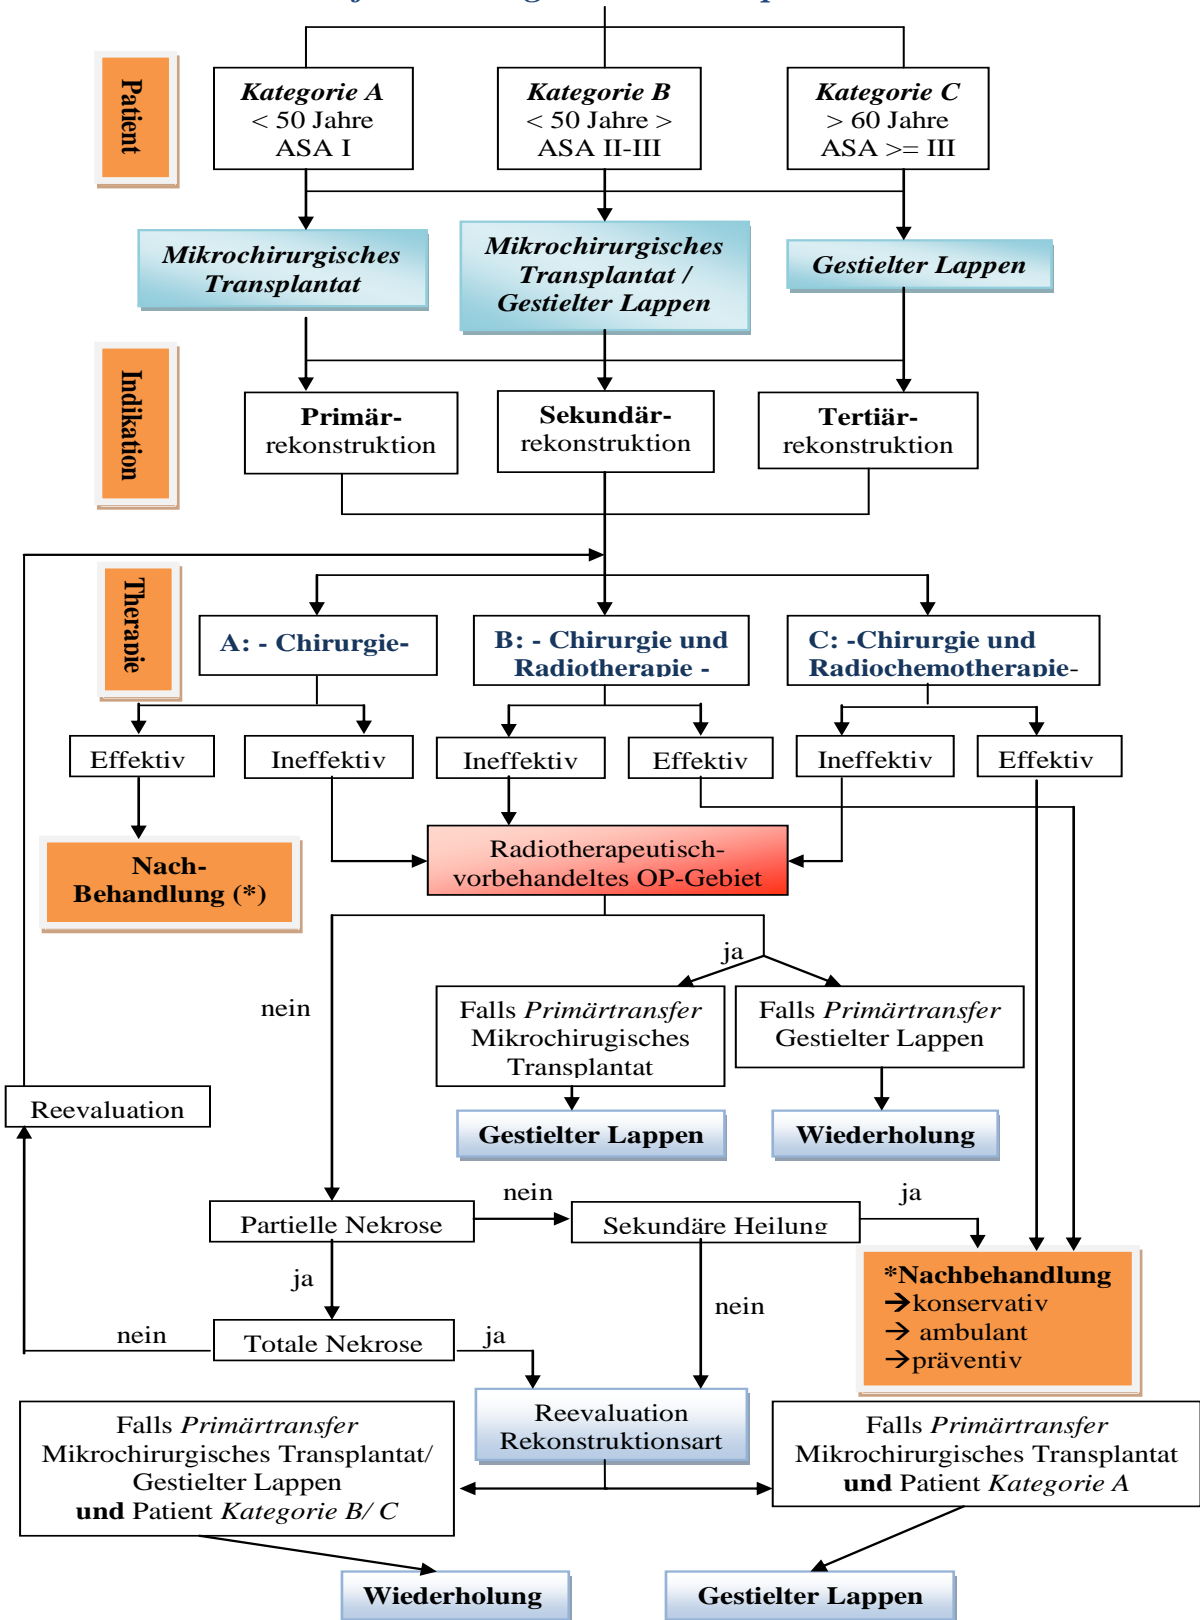 Patient
Kategorie A
< 50 Jahre
ASA I
Kategorie B
< 50 Jahre >
ASA II-III
Kategorie C
> 60 Jahre
ASA >= III
Mikrochirurgisches
Transplantat
Mikrochirurgisches
Transplantat /
Gestielter Lappen
Gestielter Lappen
Indikation
Primär-
rekonstruktion
Sekundär-
rekonstruktion
Tertiär-
rekonstruktion
Therapie
A: - Chirurgie-
B: - Chirurgie und
Radiotherapie -
C: -Chirurgie und
Radiochemotherapie-
Effektiv
Ineffektiv
Ineffektiv
Effektiv
Ineffektiv
Effektiv
Nach-
Behandlung (*)
Radiotherapeutisch-
vorbehandeltes OP-Gebiet
nein
ja
Falls Primärtransfer
Mikrochirugisches
Transplantat
Falls Primärtransfer
Gestielter Lappen
Reevaluation
Gestielter Lappen
Wiederholung
Partielle Nekrose
nein
Sekundäre Heilung
ja
ja
nein
*Nachbehandlung
→konservativ
→ ambulant
→präventiv
nein
Totale Nekrose
ja
Reevaluation
Rekonstruktionsart
Falls Primärtransfer
Mikrochirurgisches Transplantat/
Gestielter Lappen
und Patient Kategorie B/ C
Falls Primärtransfer
Mikrochirurgisches Transplantat
und Patient Kategorie A
Wiederholung
Gestielter Lappen